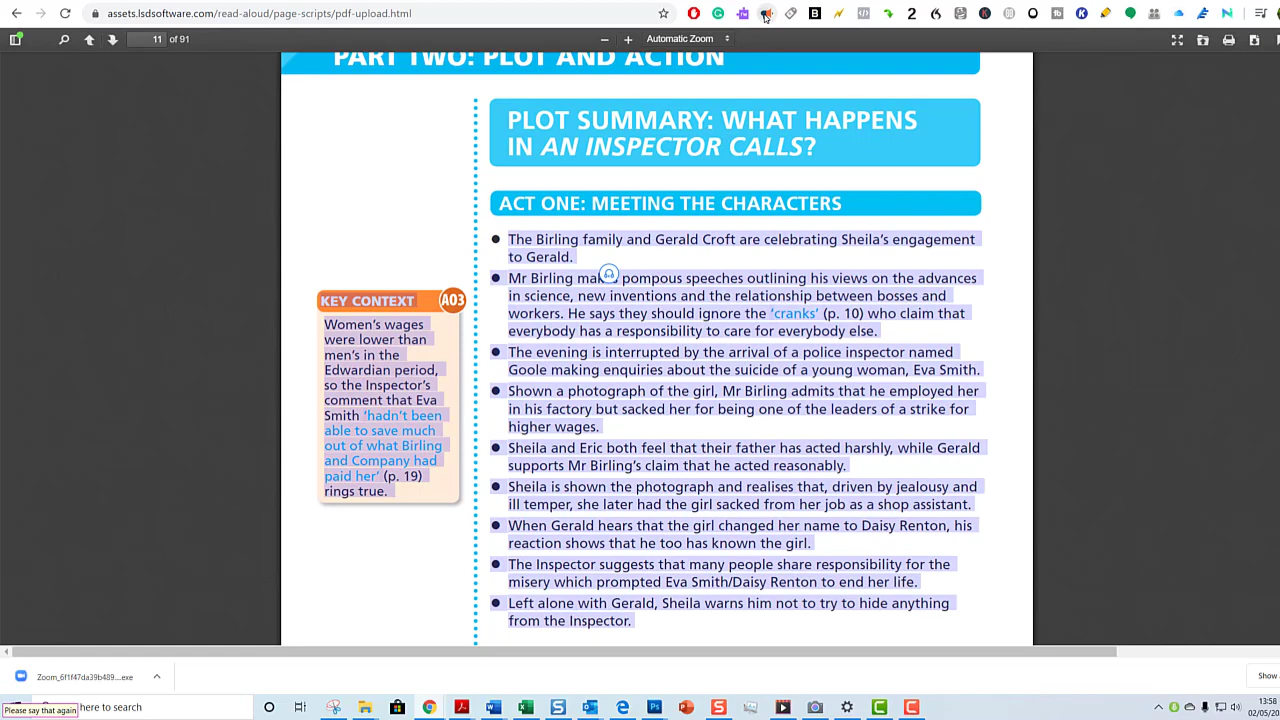 assets.lsdsoftware.com/read-aloud/page-scripts/pdf-upload.html
11 of 91
Automatic Zoom
PART TWO: PLOT AND ACTION
PLOT SUMMARY: WHAT HAPPENS
IN AN INSPECTOR CALLS?
ACT ONE: MEETING THE CHARACTERS
● The Birling family and Gerald Croft are celebrating Sheila’s engagement
to Gerald.
● Mr Birling makes pompous speeches outlining his views on the advances
in science, new inventions and the relationship between bosses and
workers. He says they should ignore the ‘cranks’ (p. 10) who claim that
everybody has a responsibility to care for everybody else.
● The evening is interrupted by the arrival of a police inspector named
Goole making enquiries about the suicide of a young woman, Eva Smith.
● Shown a photograph of the girl, Mr Birling admits that he employed her
in his factory but sacked her for being one of the leaders of a strike for
higher wages.
● Sheila and Eric both feel that their father has acted harshly, while Gerald
supports Mr Birling’s claim that he acted reasonably.
● Sheila is shown the photograph and realises that, driven by jealousy and
ill temper, she later had the girl sacked from her job as a shop assistant.
● When Gerald hears that the girl changed her name to Daisy Renton, his
reaction shows that he too has known the girl.
● The Inspector suggests that many people share responsibility for the
misery which prompted Eva Smith/Daisy Renton to end her life.
● Left alone with Gerald, Sheila warns him not to try to hide anything
from the Inspector.
KEY CONTEXT AO3
Women’s wages
were lower than
men’s in the
Edwardian period,
so the Inspector’s
comment that Eva
Smith ‘hadn’t been
able to save much
out of what Birling
and Company had
paid her’ (p. 19)
rings true.
Zoom_6f1f47da39b489....exe
Show
Please say that again
here to search
13:58
02/05/20